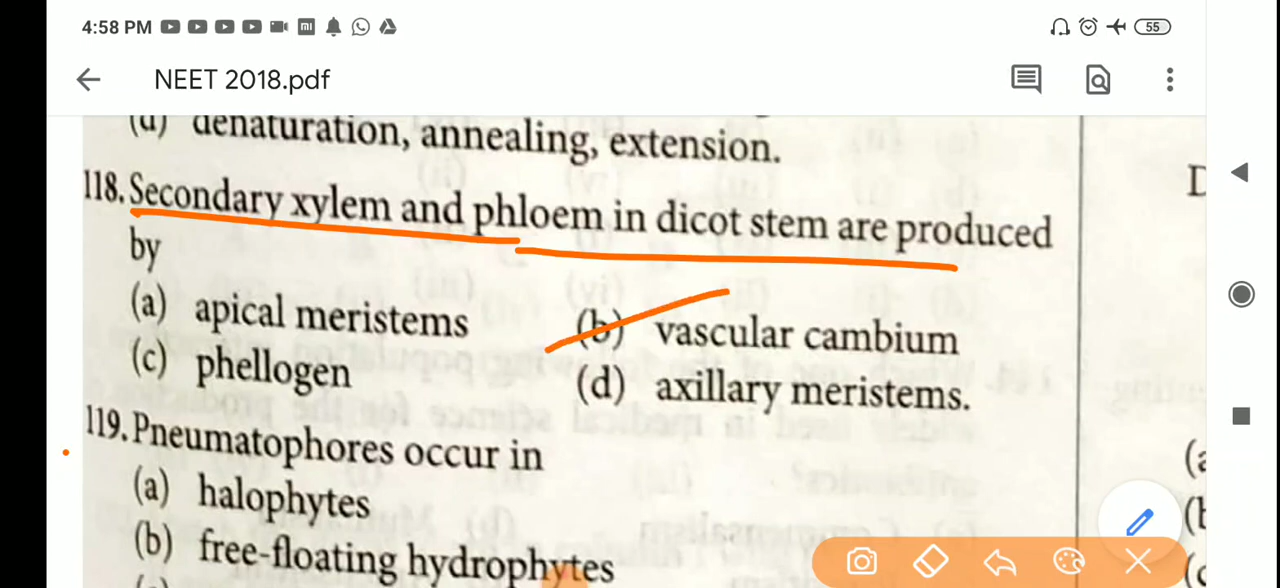 4:58 PM 55
NEET 2018.pdf
(d) denaturation, annealing, extension.
118. Secondary xylem and phloem in dicot stem are produced
by
(a) apical meristems (b) vascular cambium
(c) phellogen (d) axillary meristems.
119. Pneumatophores occur in
(a) halophytes
(b) free-floating hydrophytes